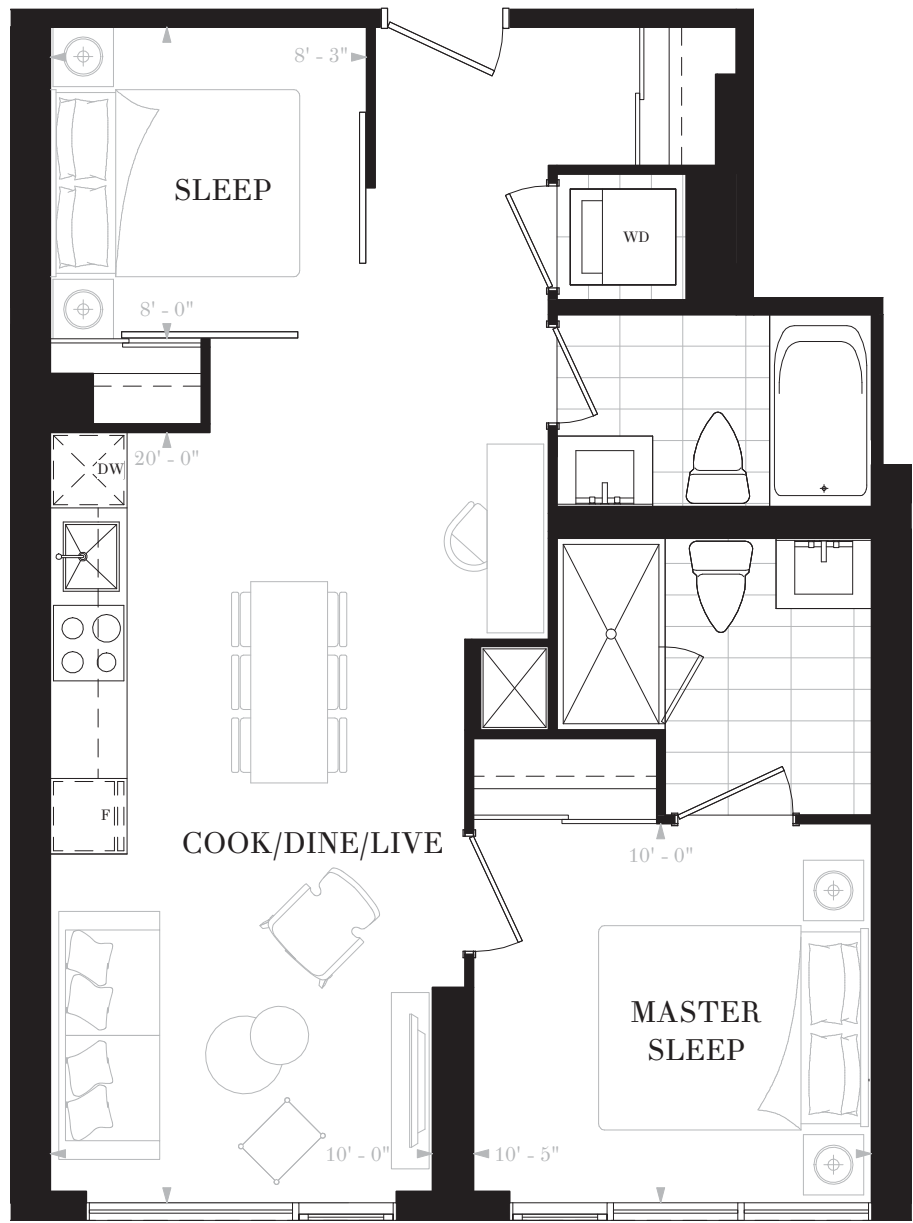 8' - 3"
SLEEP
WD
8' - 0"
20' - 0"
DW
F
COOK/DINE/LIVE
10' - 0"
MASTER
SLEEP
10' - 0"
10' - 5"